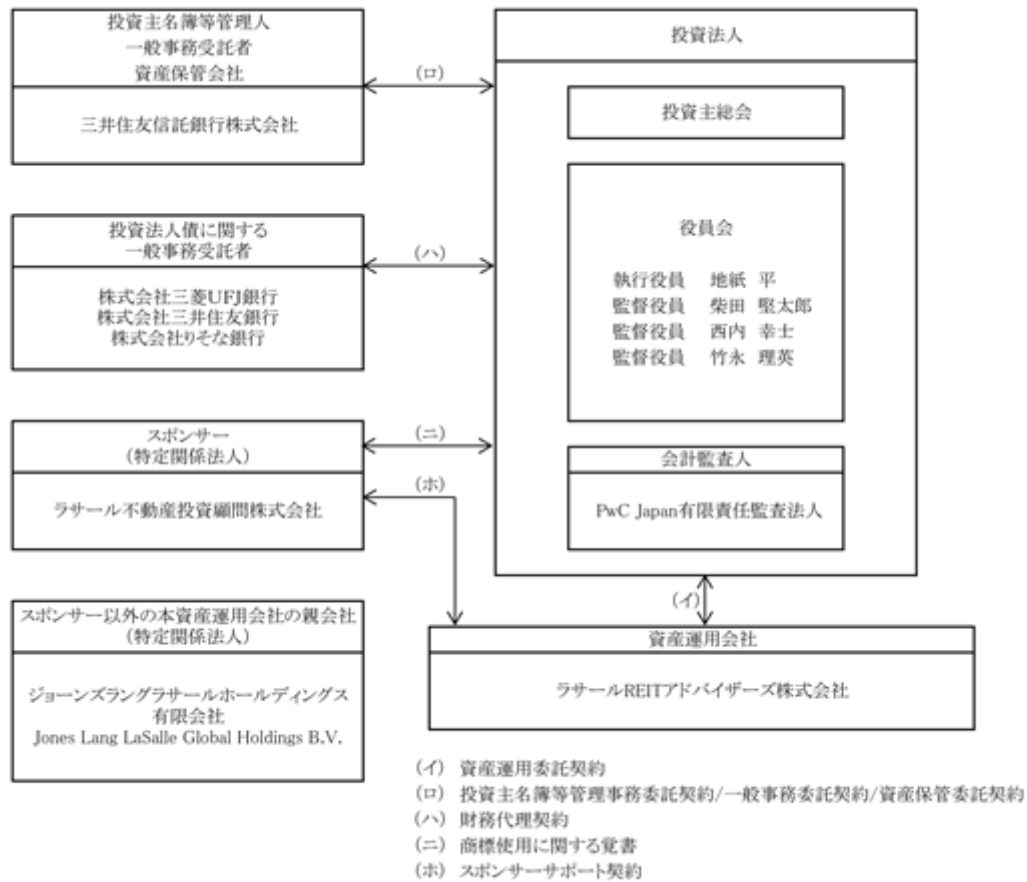 投資主名簿等管理人
一般事務受託者
資産保管会社
三井住友信託銀行株式会社
(ロ)
投資法人
投資主総会
役員会
執行役員 地紙 平
監督役員 柴田 堅太郎
監督役員 西内 幸士
監督役員 竹永 理英
会計監査人
PwC Japan有限責任監査法人
投資法人債に関する
一般事務受託者
株式会社三菱UFJ銀行
株式会社三井住友銀行
株式会社りそな銀行
(ハ)
スポンサー
(特定関係法人)
ラサール不動産投資顧問株式会社
(ニ)
(ホ)
(イ)
スポンサー以外の本資産運用会社の親会社
(特定関係法人)
ジョーンズラングラサールホールディングス
有限会社
Jones Lang LaSalle Global Holdings B.V.
資産運用会社
ラサールREITアドバイザーズ株式会社
(イ) 資産運用委託契約
(ロ) 投資主名簿等管理事務委託契約/一般事務委託契約/資産保管委託契約
(ハ) 財務代理契約
(ニ) 商標使用に関する覚書
(ホ) スポンサーサポート契約